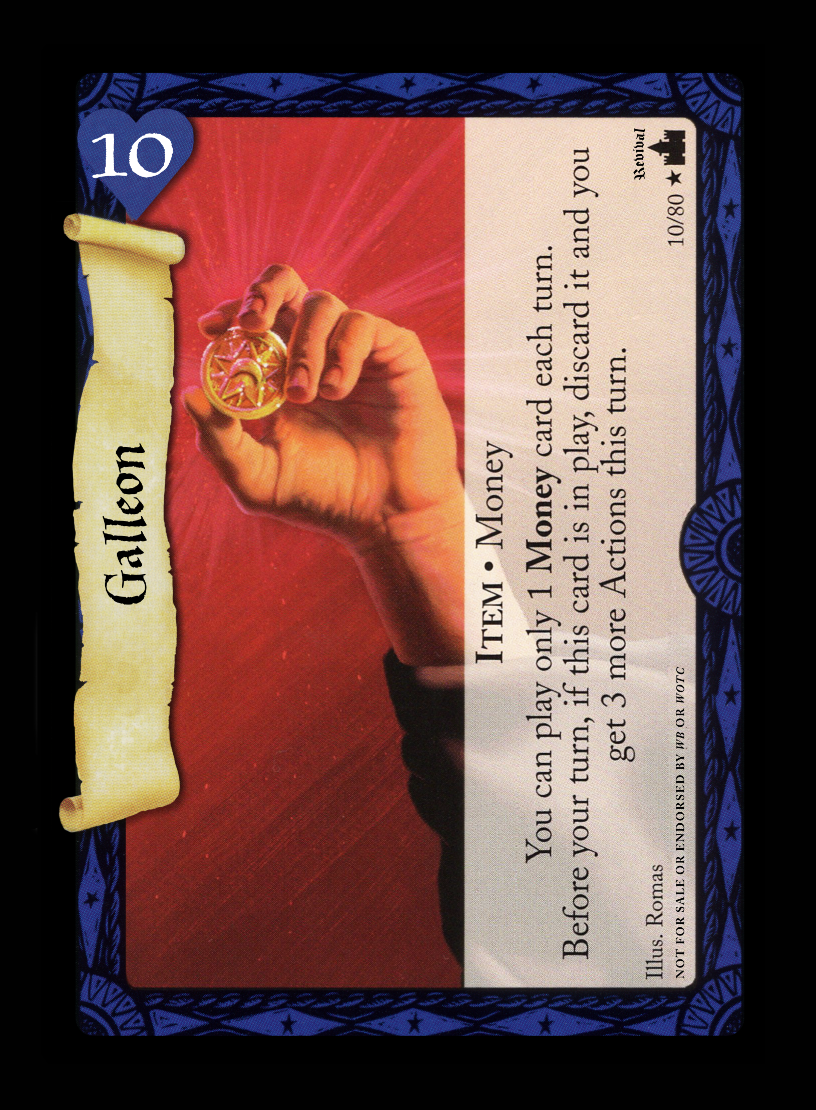 10
Galleon
ITEM • Money
You can play only 1 Money card each turn.
Before your turn, if this card is in play, discard it and you
get 3 more Actions this turn.
Revival
Illus. Romas
10/80 ★
NOT FOR SALE OR ENDORSED BY WB OR WOTC